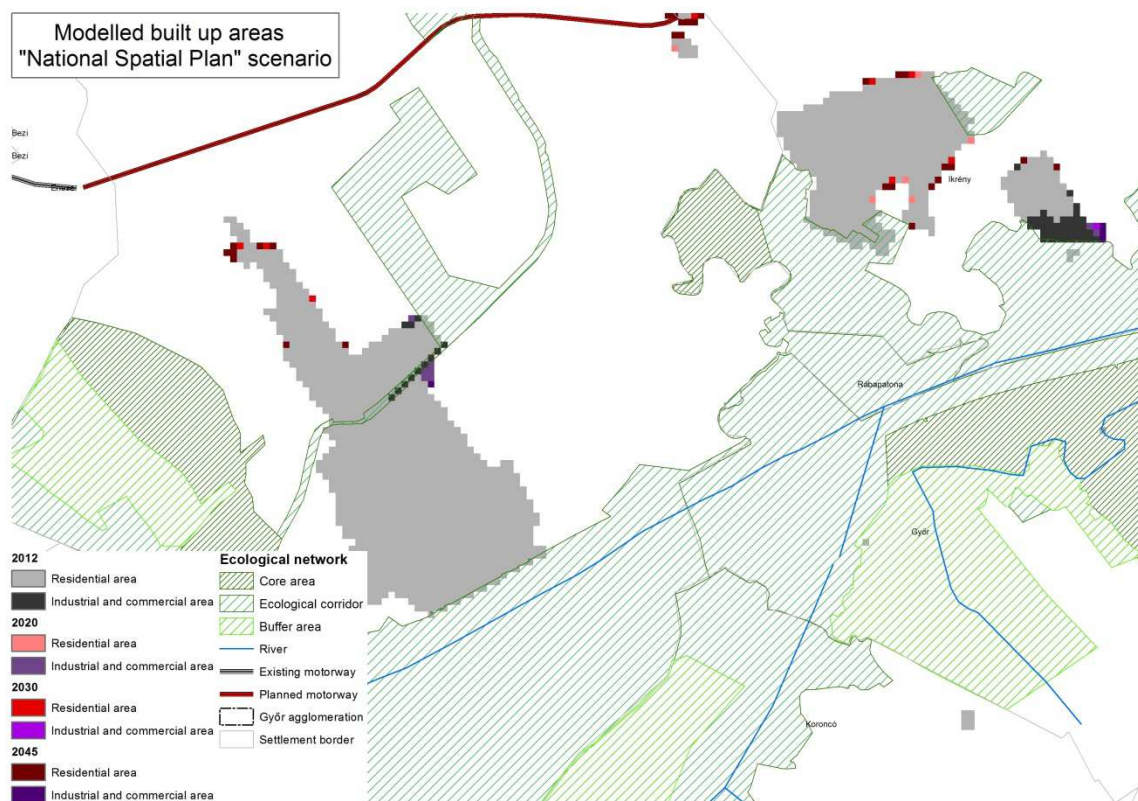 Modelled built up areas
"National Spatial Plan" scenario
Bezi
Bezi
Enese
Ikrény
Rábapatona
Győr
Koroncó
2012
Residential area
Industrial and commercial area
2020
Residential area
Industrial and commercial area
2030
Residential area
Industrial and commercial area
2045
Residential area
Industrial and commercial area
Ecological network
Core area
Ecological corridor
Buffer area
River
Existing motorway
Planned motorway
Győr agglomeration
Settlement border